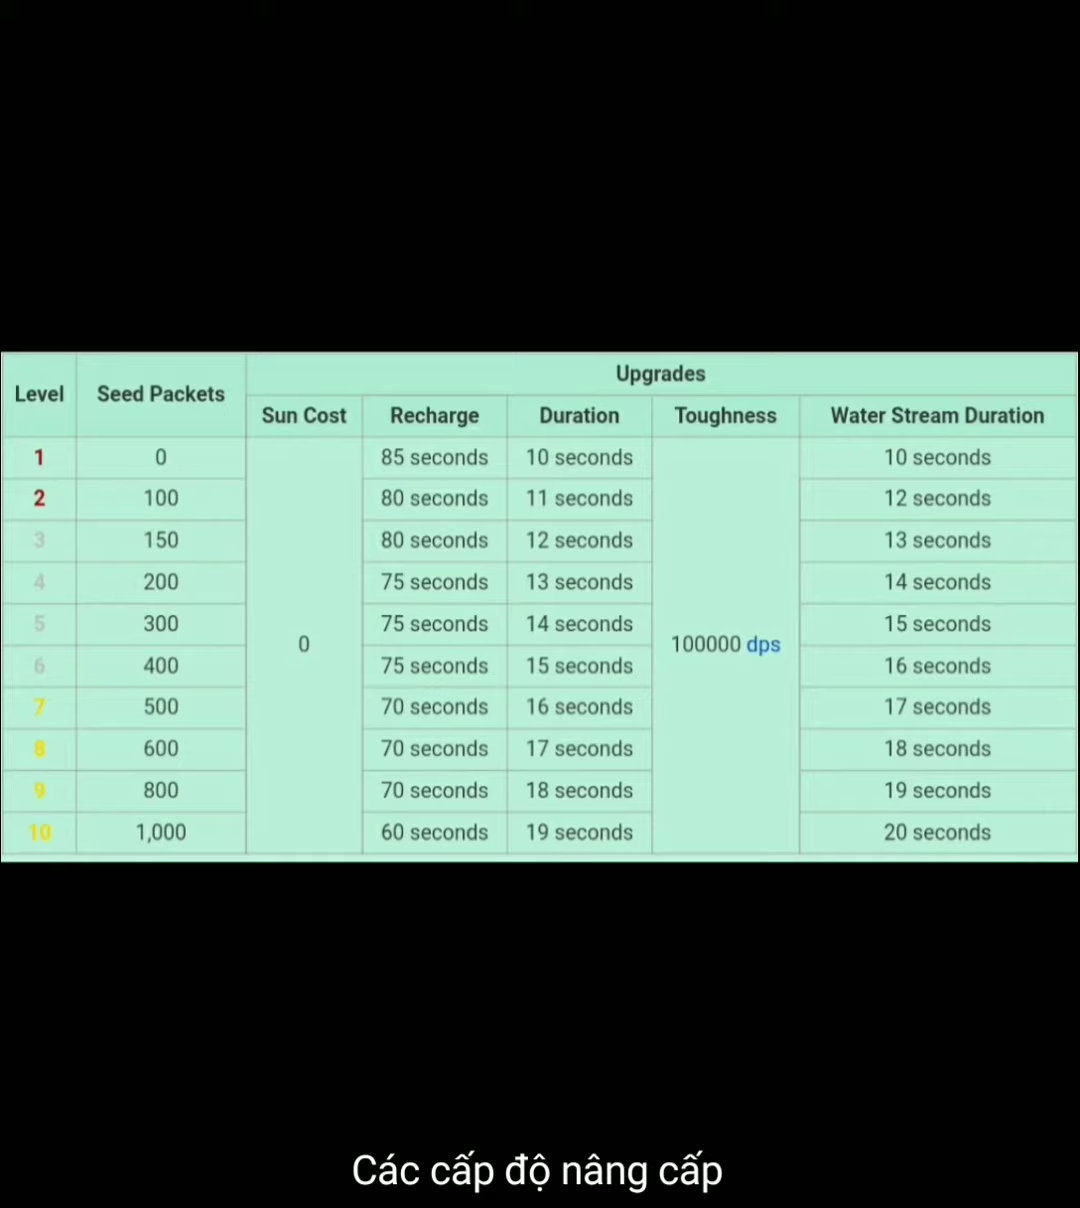 Level Seed Packets Upgrades
Sun Cost Recharge Duration Toughness Water Stream Duration
1 0 85 seconds 10 seconds 10 seconds
2 100 80 seconds 11 seconds 12 seconds
3 150 80 seconds 12 seconds 13 seconds
4 200 75 seconds 13 seconds 14 seconds
5 300 75 seconds 14 seconds 15 seconds
0 100000 dps
6 400 75 seconds 15 seconds 16 seconds
7 500 70 seconds 16 seconds 17 seconds
8 600 70 seconds 17 seconds 18 seconds
9 800 70 seconds 18 seconds 19 seconds
10 1,000 60 seconds 19 seconds 20 seconds
Các cấp độ nâng cấp